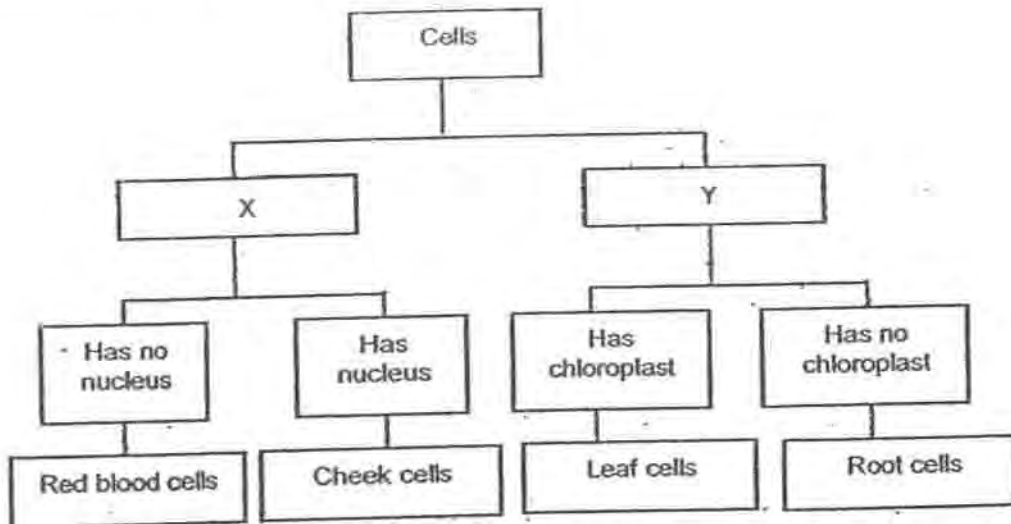 Cells
X
Y
Has no
nucleus
Has
nucleus
Has
chloroplast
Has no
chloroplast
Red blood cells
Cheek cells
Leaf cells
Root cells